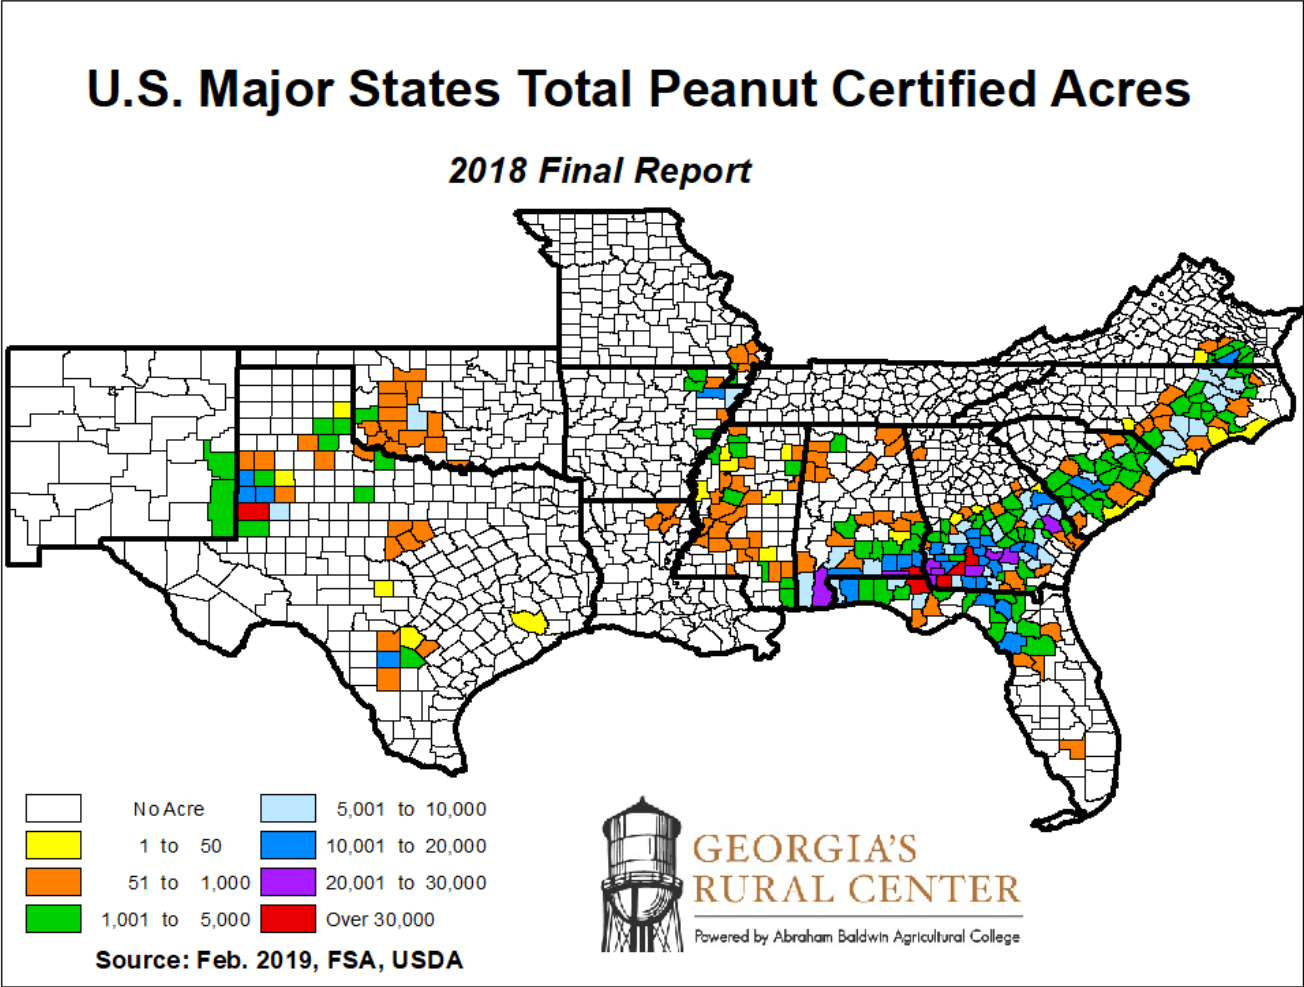 U.S. Major States Total Peanut Certified Acres
2018 Final Report
No Acre
1 to 50
51 to 1,000
1,001 to 5,000
5,001 to 10,000
10,001 to 20,000
20,001 to 30,000
Over 30,000
Source: Feb. 2019, FSA, USDA
GEORGIA'S
RURAL CENTER
Powered by Abraham Baldwin Agricultural College